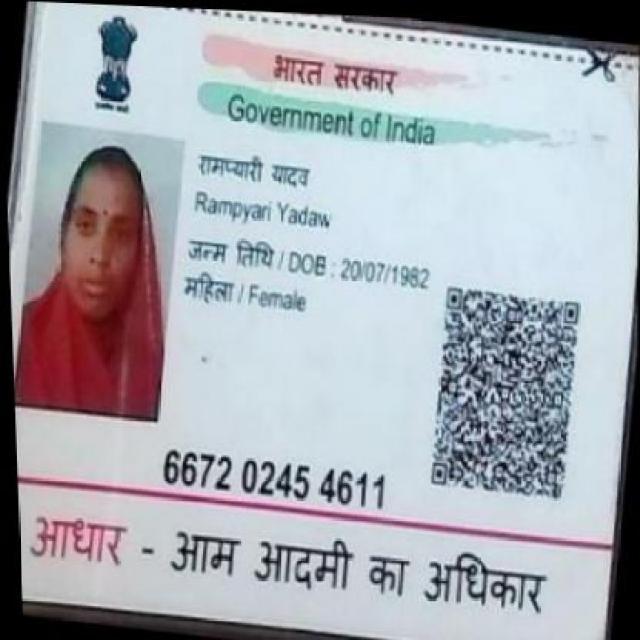 भारत सरकार
Government of India
रामप्यारी यादव
Rampyari Yadaw
जन्म तिथि / DOB : 20/07/1982
महिला / Female
6672 0245 4611
आधार - आम आदमी का अधिकार